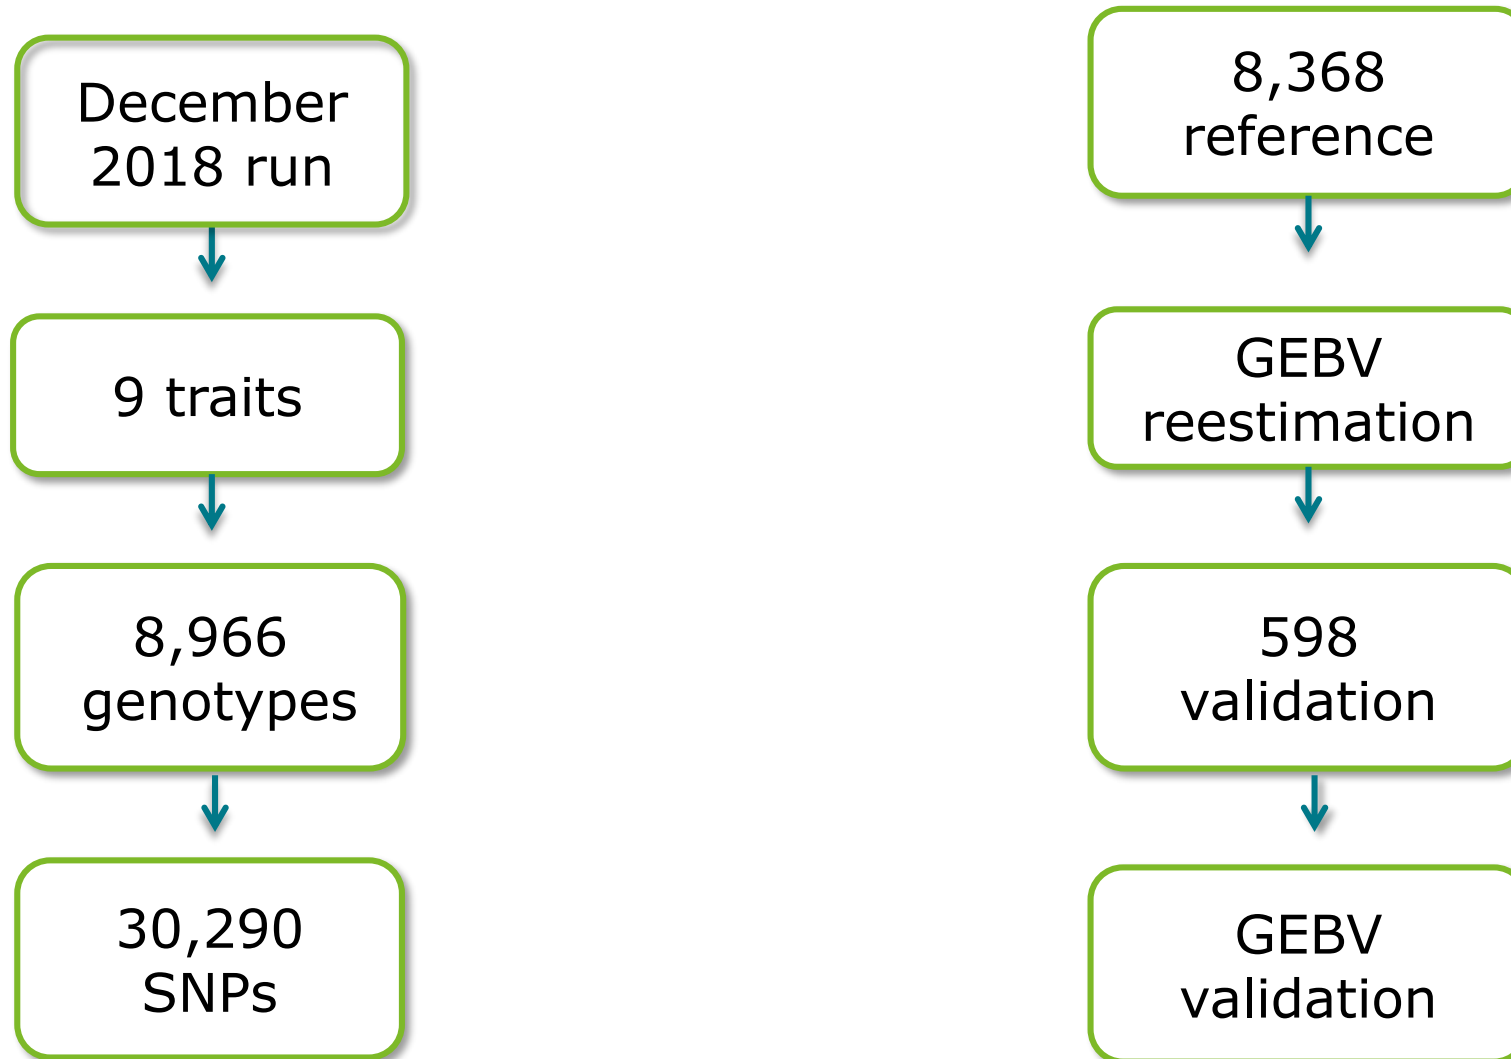 December
2018 run
9 traits
8,966
genotypes
30,290
SNPs
8,368
reference
GEBV
reestimation
598
validation
GEBV
validation